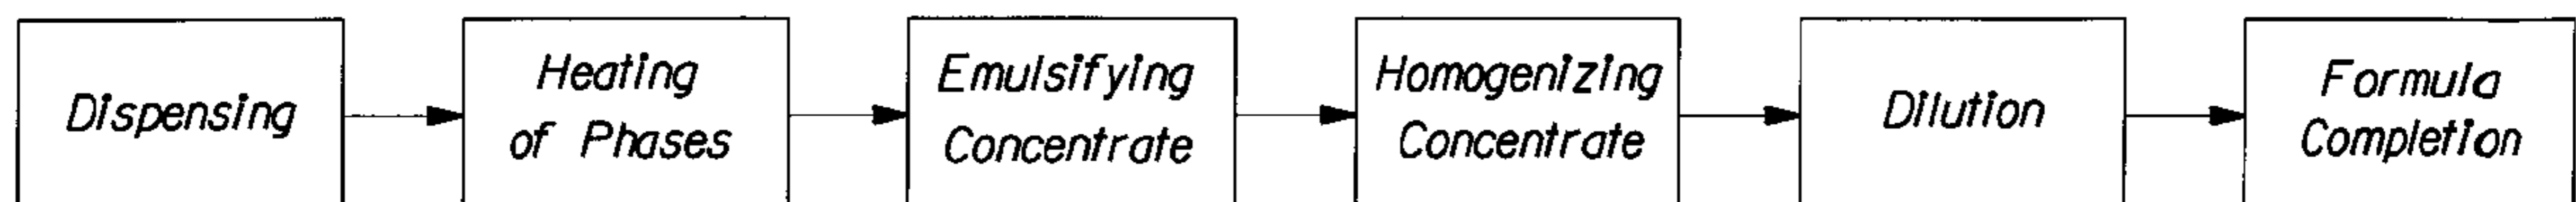 Dispensing
Heating
of Phases
Emulsifying
Concentrate
Homogenizing
Concentrate
Dilution
Formula
Completion